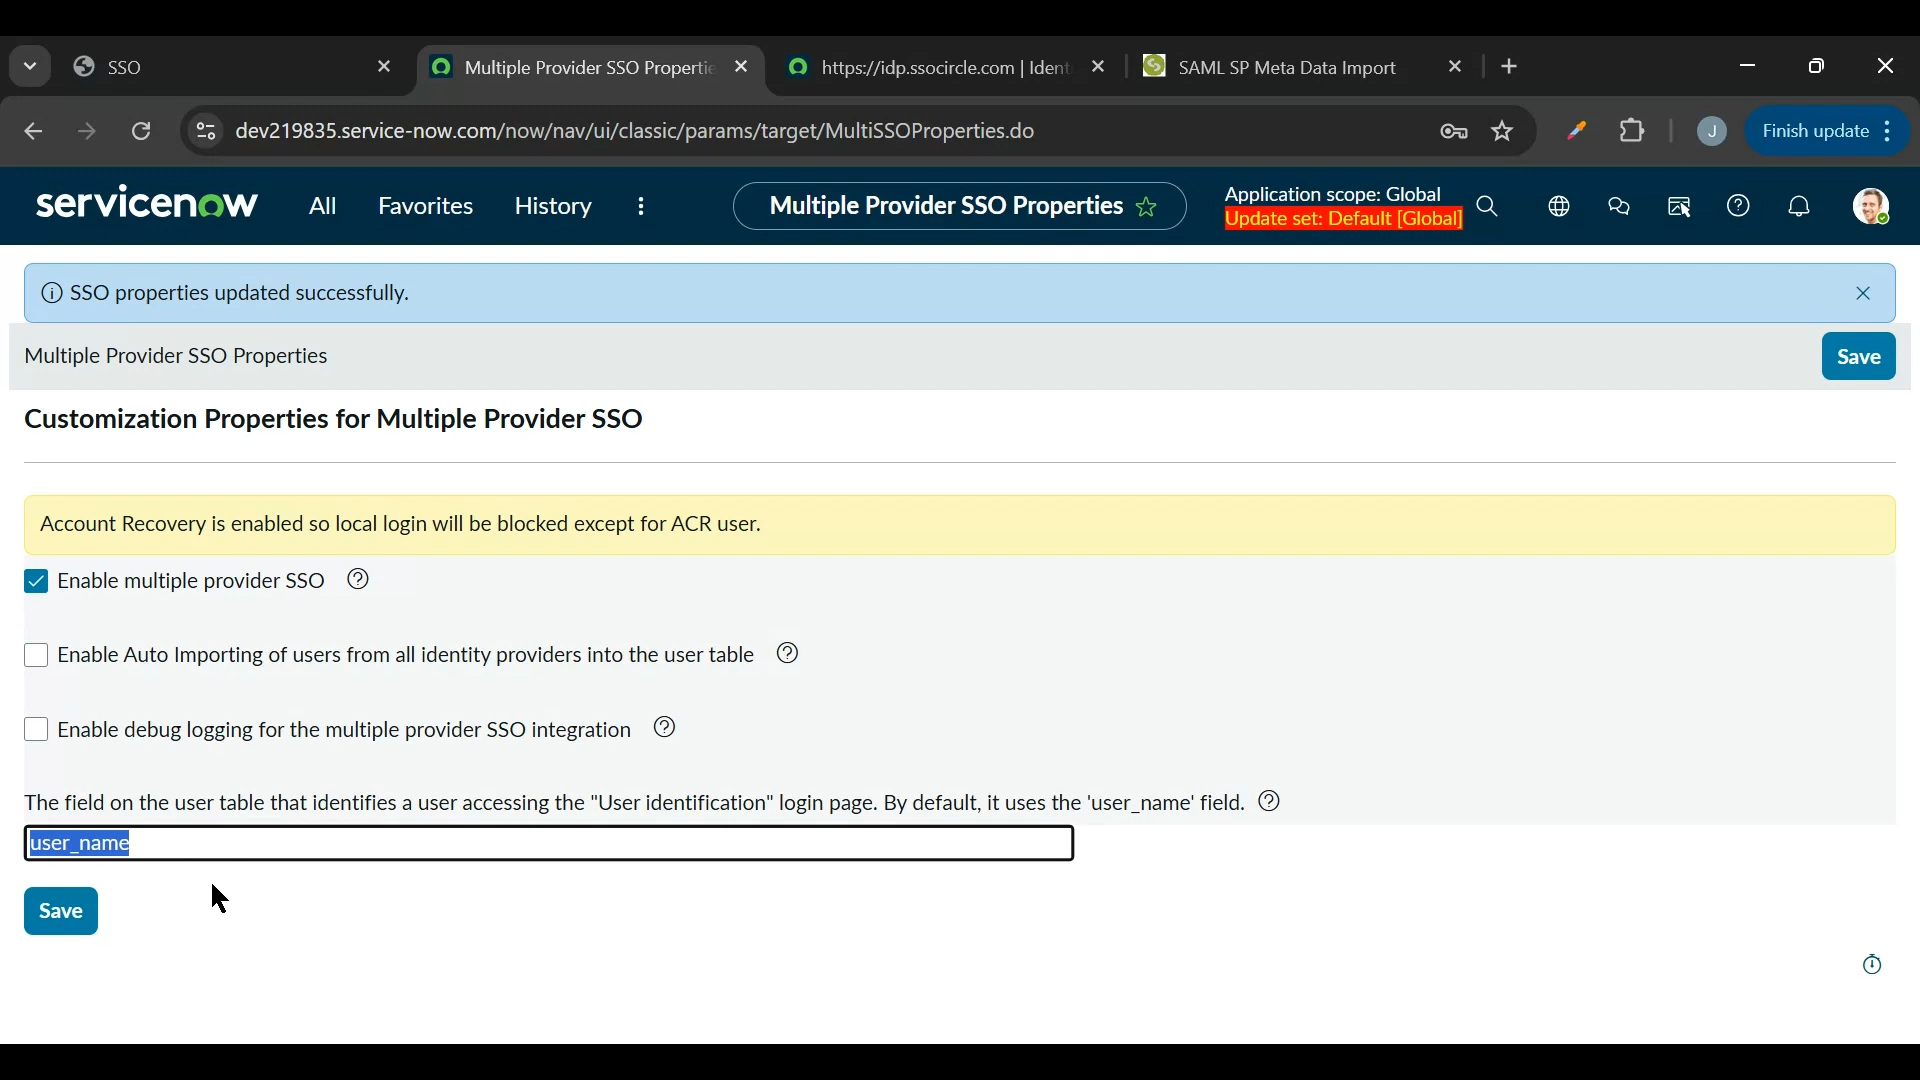 SSO
Multiple Provider SSO Propertie
https://idp.ssocircle.com | Ident
SAML SP Meta Data Import
dev219835.service-now.com/now/nav/ui/classic/params/target/MultiSSOProperties.do
J
Finish update
servicenow
All
Favorites
History
Multiple Provider SSO Properties
Application scope: Global
Update set: Default [Global]
SSO properties updated successfully.
Multiple Provider SSO Properties
Save
Customization Properties for Multiple Provider SSO
Account Recovery is enabled so local login will be blocked except for ACR user.
Enable multiple provider SSO
Enable Auto Importing of users from all identity providers into the user table
Enable debug logging for the multiple provider SSO integration
The field on the user table that identifies a user accessing the "User identification" login page. By default, it uses the 'user_name' field.
user_name
Save